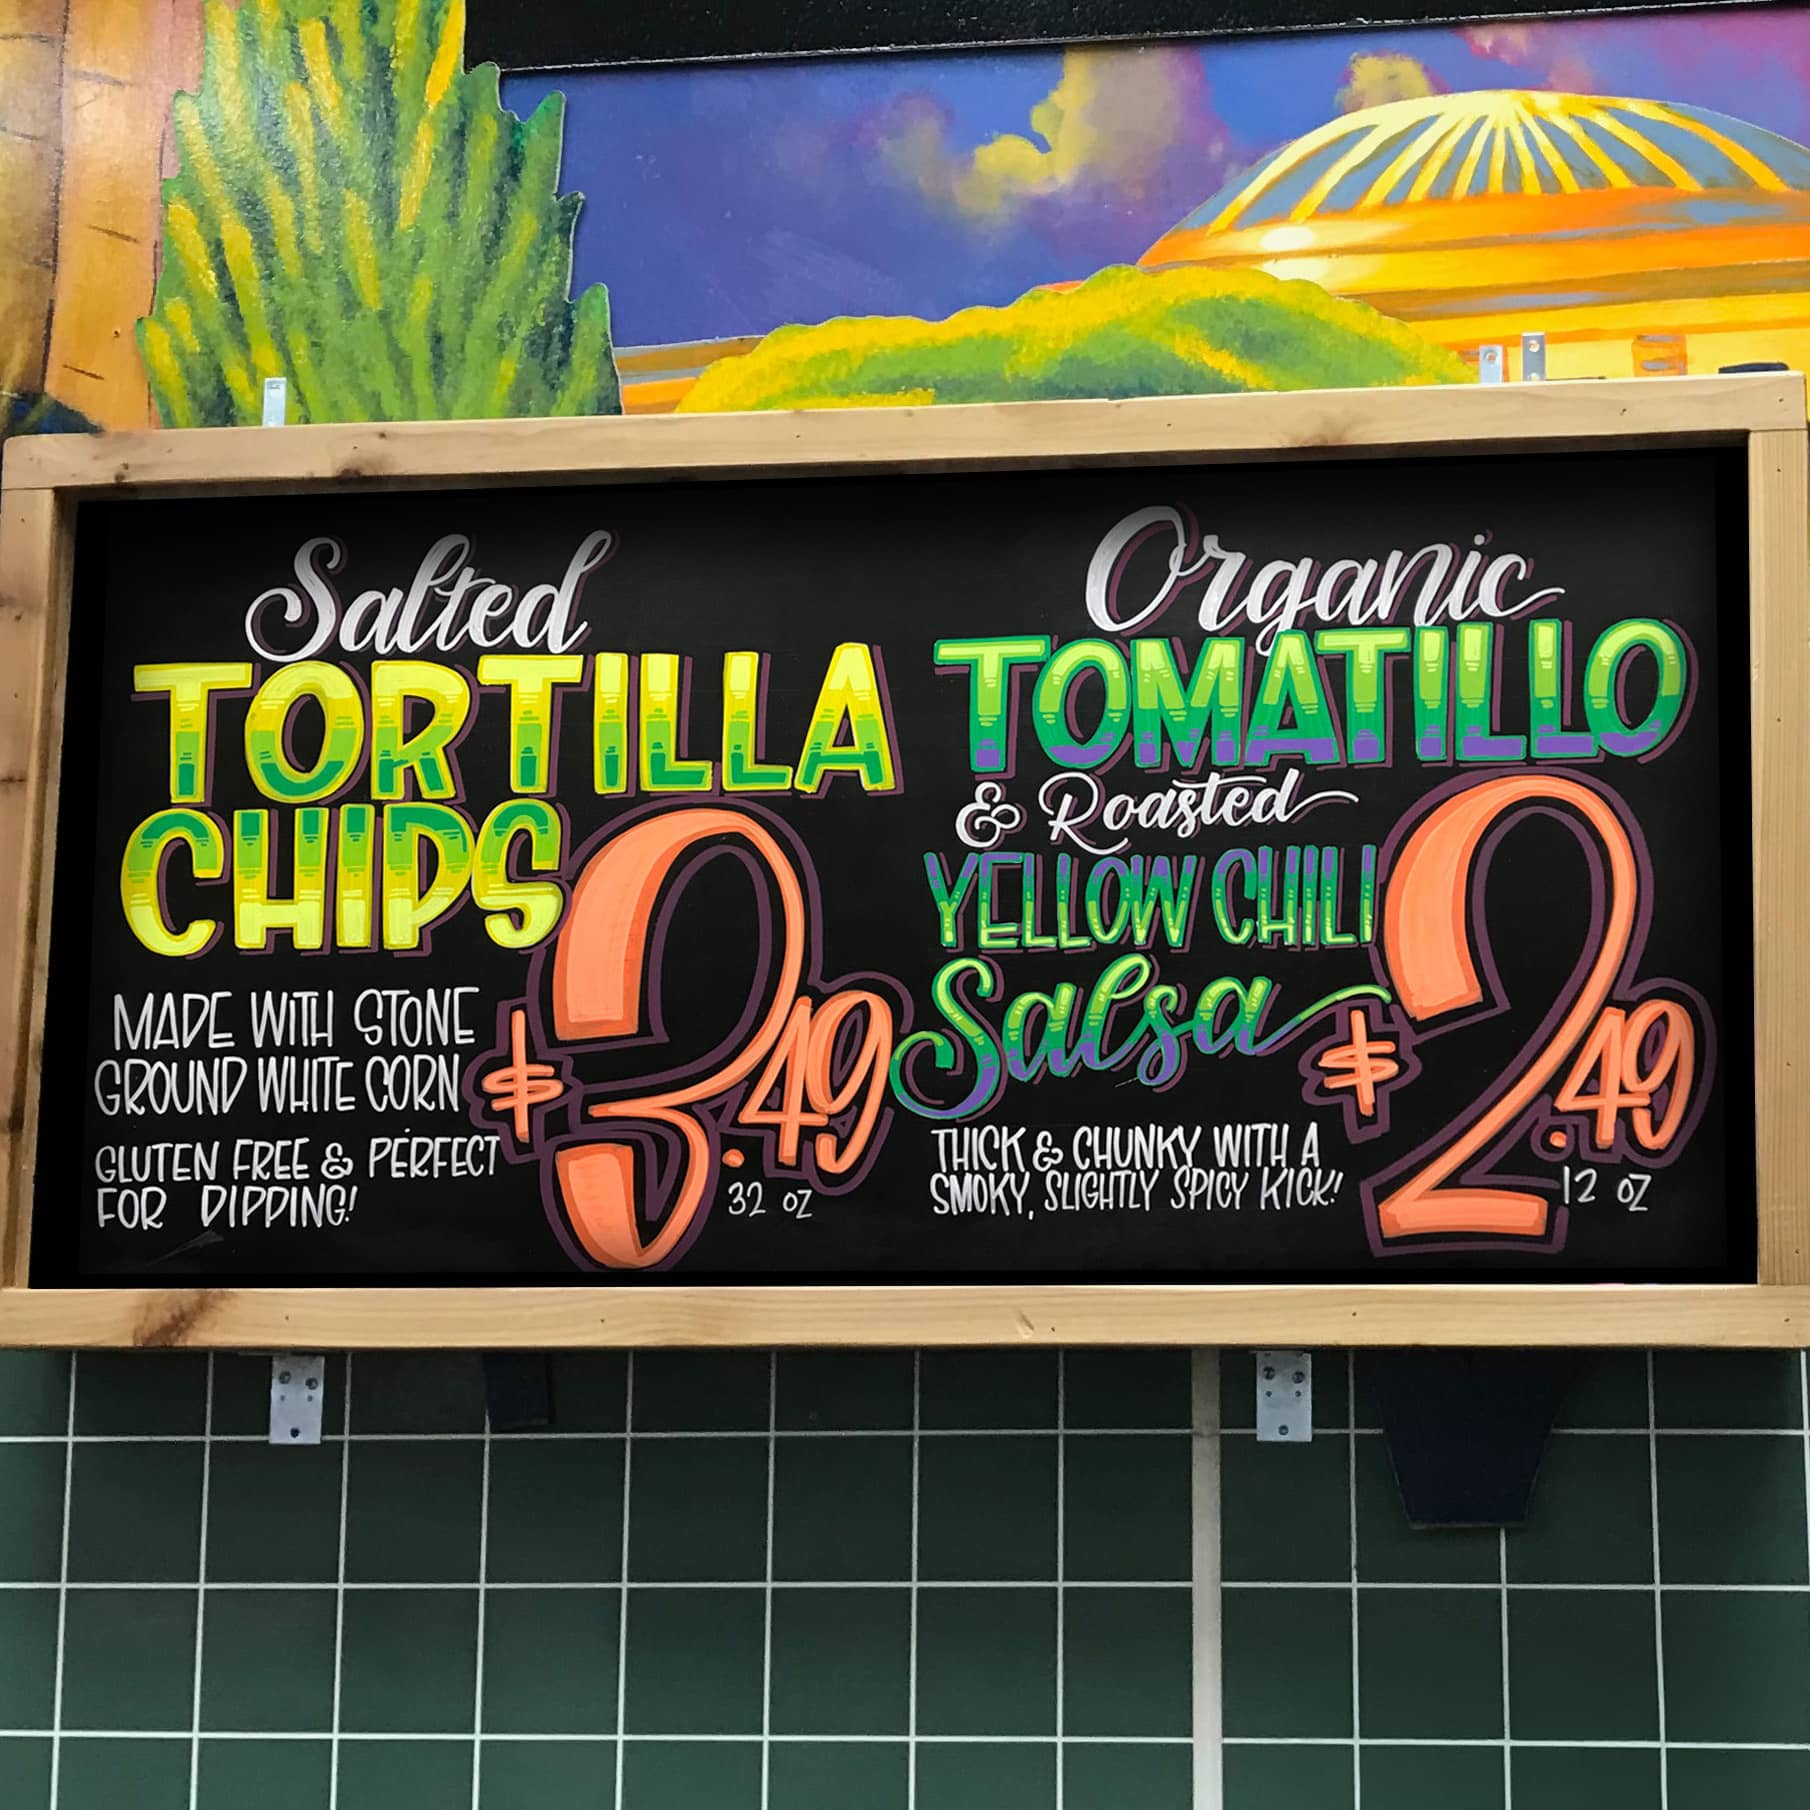 Salted
TORTILLA
CHIPS
MADE WITH STONE
GROUND WHITE CORN
GLUTEN FREE & PERFECT
FOR DIPPING!
$3.49
32 OZ
Organic
TOMATILLO
& Roasted
YELLOW CHILI
Salsa
THICK & CHUNKY WITH A
SMOKY, SLIGHTLY SPICY KICK!
$2.49
12 OZ